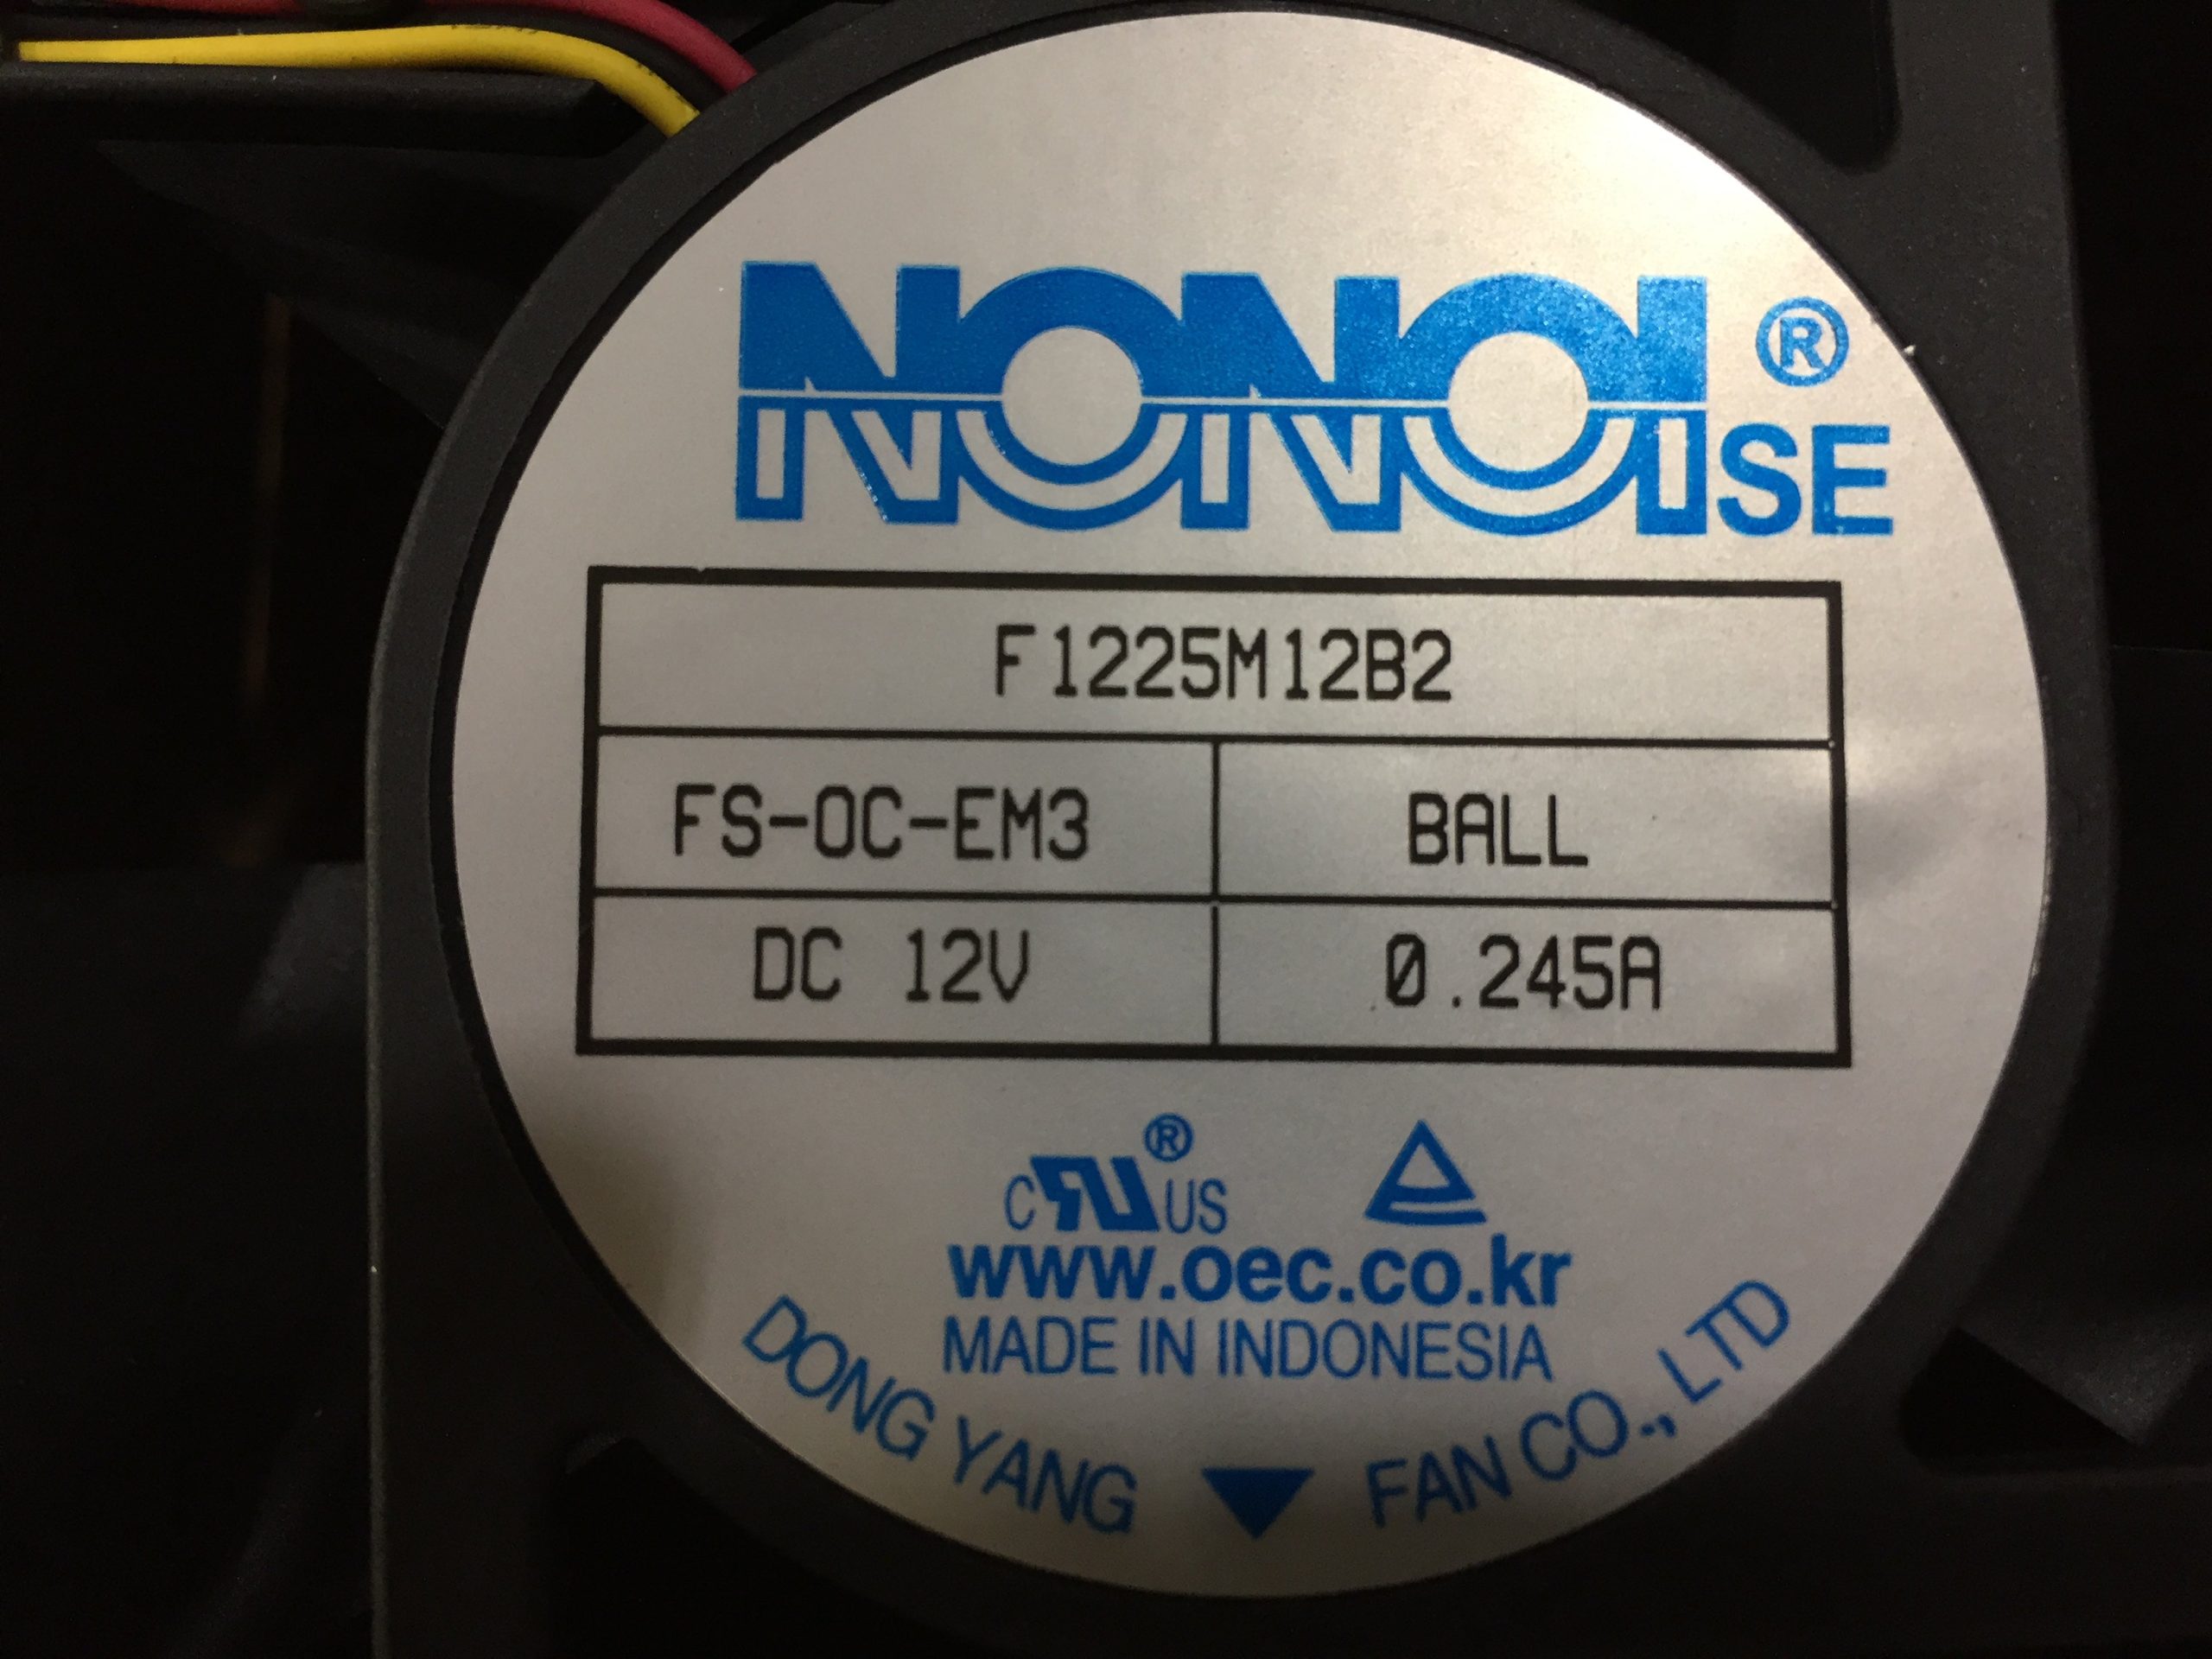 NONOISE ®
F1225M12B2
FS-OC-EM3 BALL
DC 12V 0.245A
C RU US ®
www.oec.co.kr
MADE IN INDONESIA
DONG YANG FAN CO., LTD